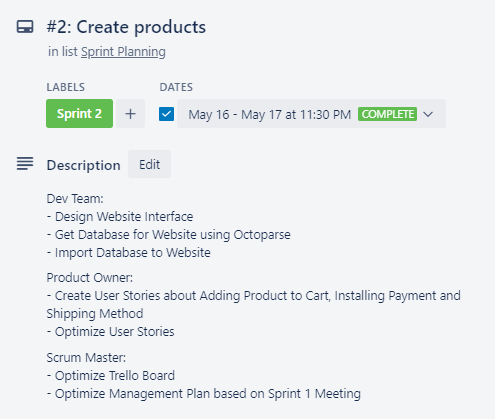 #2: Create products
in list Sprint Planning
LABELS
DATES
Sprint 2
+
May 16 - May 17 at 11:30 PM COMPLETE
Description
Edit
Dev Team:
- Design Website Interface
- Get Database for Website using Octoparse
- Import Database to Website
Product Owner:
- Create User Stories about Adding Product to Cart, Installing Payment and
Shipping Method
- Optimize User Stories
Scrum Master:
- Optimize Trello Board
- Optimize Management Plan based on Sprint 1 Meeting